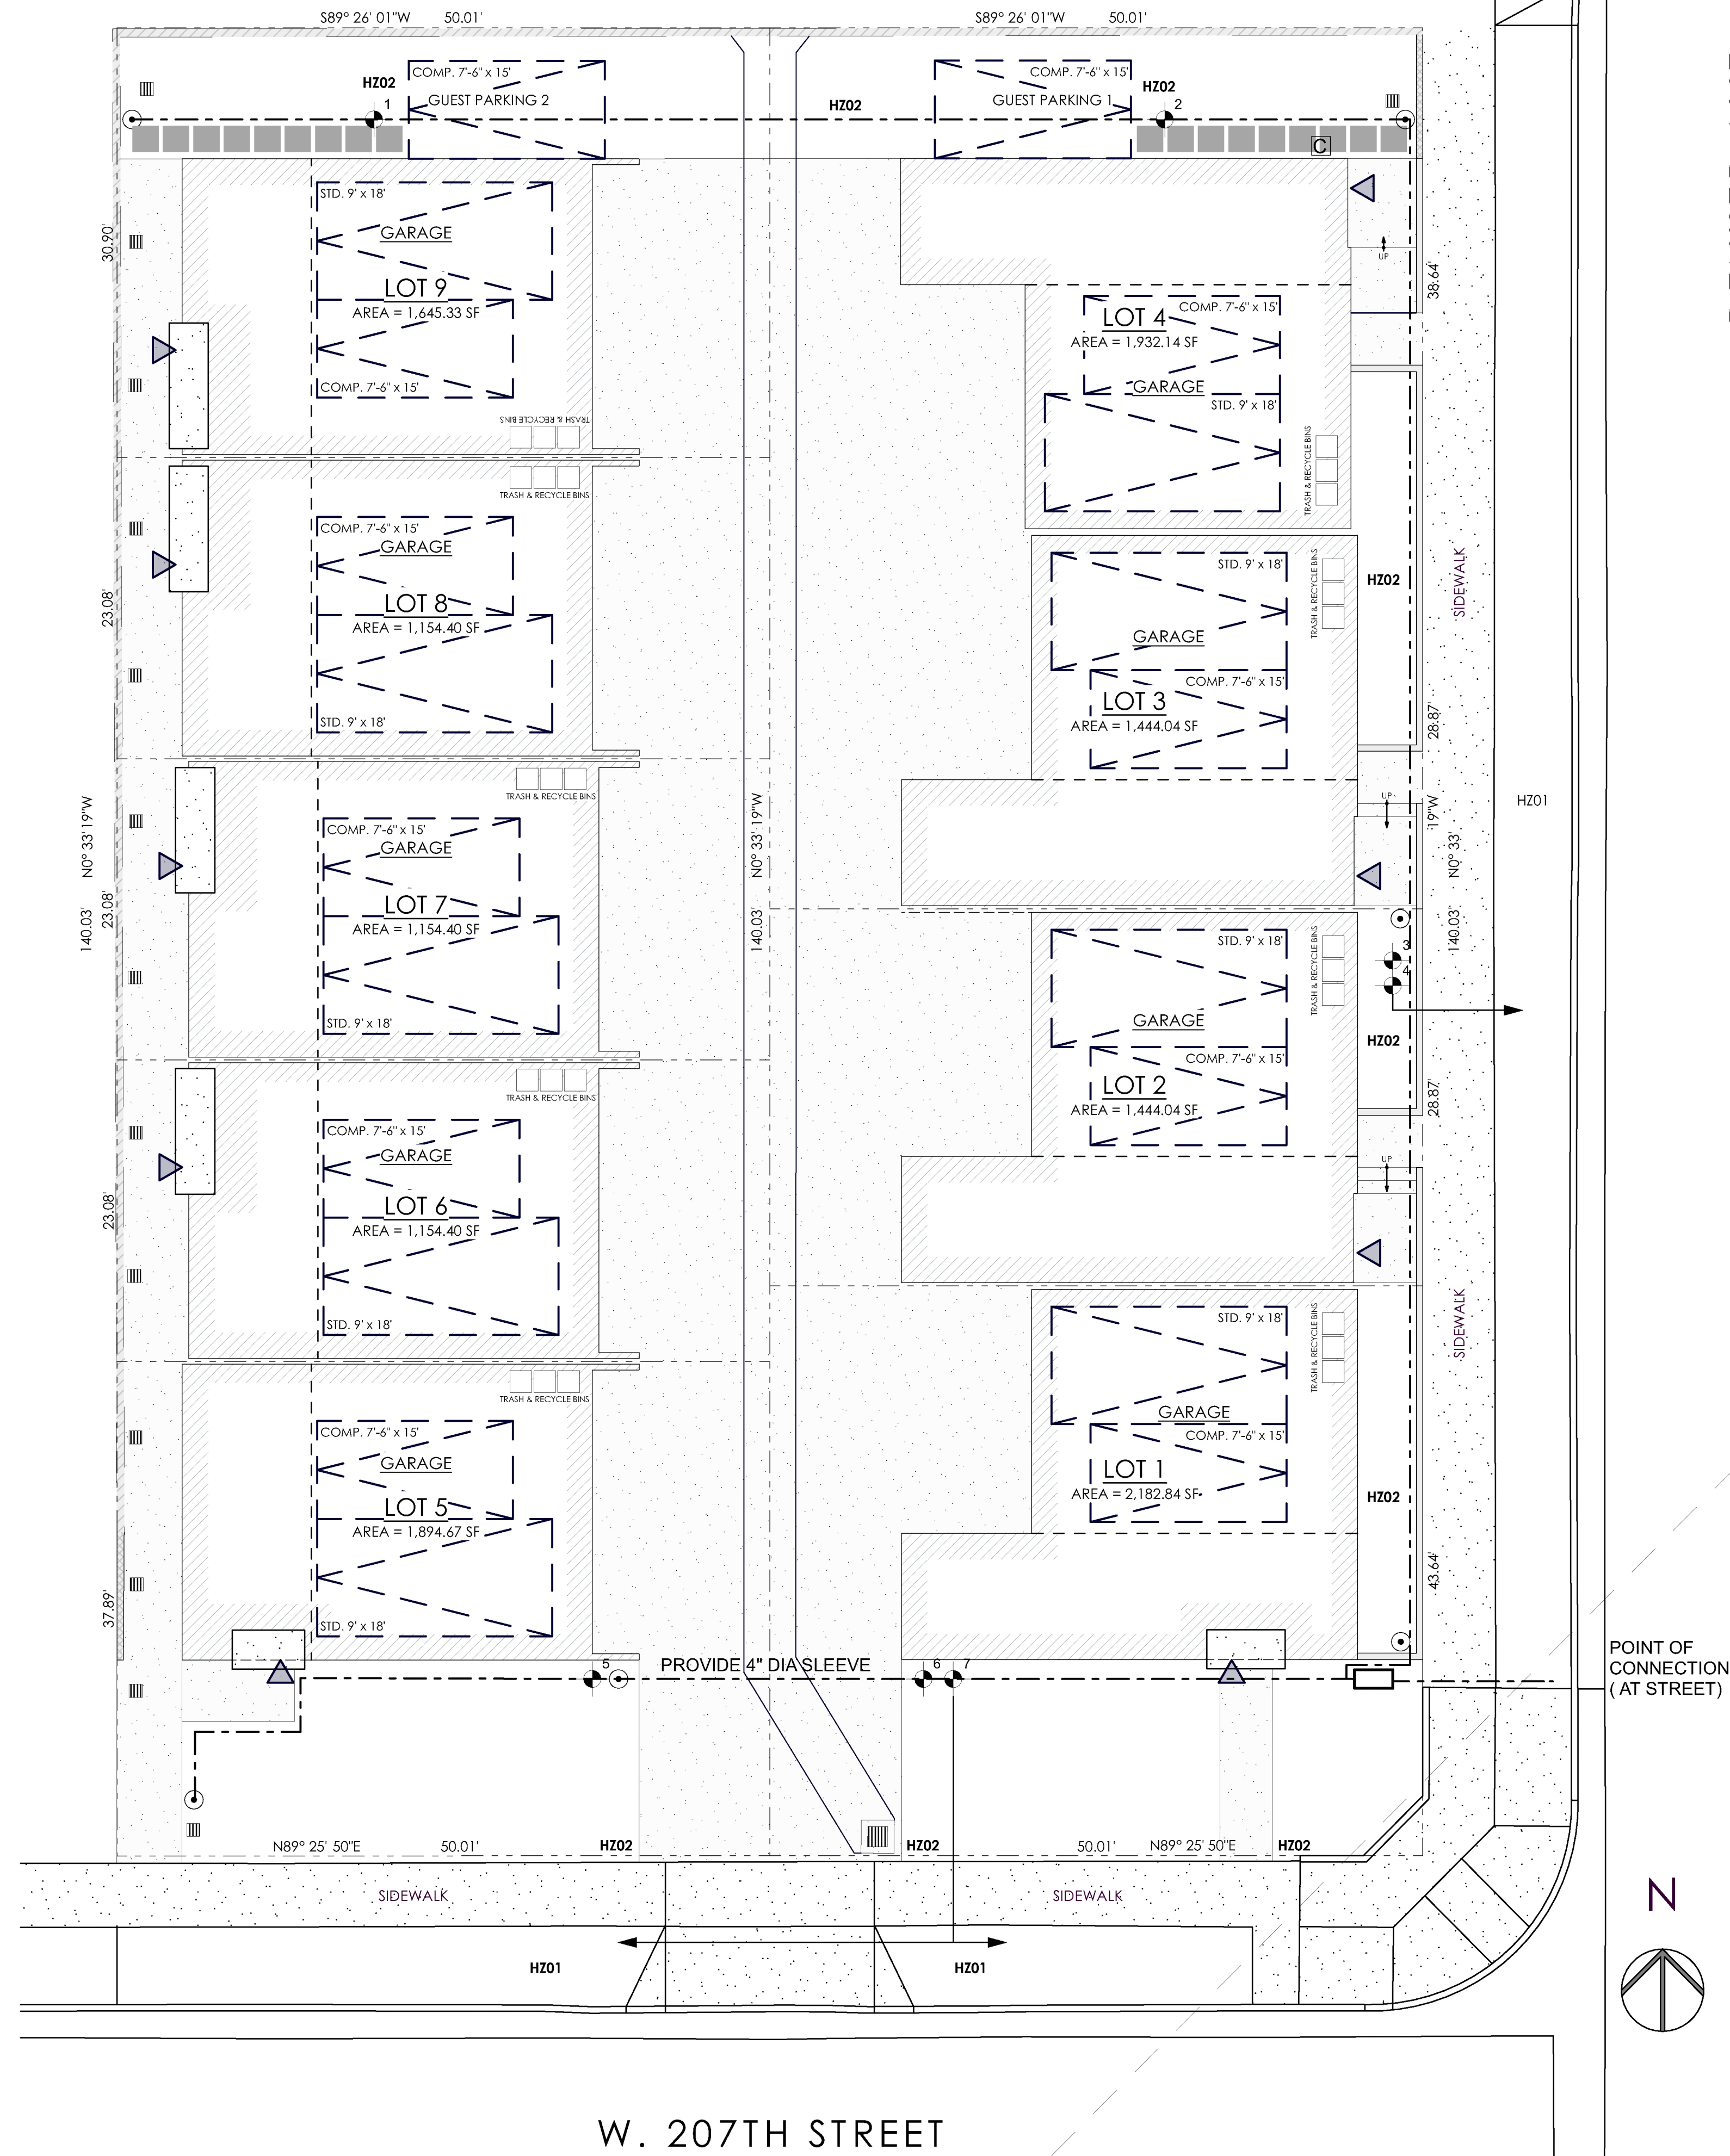 S89° 26' 01"W 50.01' S89° 26' 01"W 50.01'
HZ02 COMP. 7'-6" x 15' COMP. 7'-6" x 15' HZ02
1 GUEST PARKING 2 HZ02 GUEST PARKING 1 2
C
STD. 9' x 18'
GARAGE
30.90'
UP
LOT 9
AREA = 1,645.33 SF
COMP. 7'-6" x 15'
TRASH & RECYCLE BINS
38.64'
COMP. 7'-6" x 15'
LOT 4
AREA = 1,932.14 SF
GARAGE
STD. 9' x 18'
TRASH & RECYCLE BINS
TRASH & RECYCLE BINS
COMP. 7'-6" x 15'
GARAGE
LOT 8
AREA = 1,154.40 SF
23.08'
STD. 9' x 18'
STD. 9' x 18'
TRASH & RECYCLE BINS
HZ02
SIDEWALK
GARAGE
COMP. 7'-6" x 15'
LOT 3
AREA = 1,444.04 SF
28.87'
TRASH & RECYCLE BINS
UP
HZ01
COMP. 7'-6" x 15'
GARAGE
LOT 7
AREA = 1,154.40 SF
23.08'
N0° 33' 19"W
140.03'
N0° 33' 19"W
140.03'
N0° 33'
19"W
140.03'
STD. 9' x 18'
STD. 9' x 18'
TRASH & RECYCLE BINS
3
4
GARAGE
HZ02
COMP. 7'-6" x 15'
LOT 2
AREA = 1,444.04 SF
28.87'
TRASH & RECYCLE BINS
COMP. 7'-6" x 15'
GARAGE
UP
LOT 6
AREA = 1,154.40 SF
23.08'
STD. 9' x 18'
STD. 9' x 18'
TRASH & RECYCLE BINS
SIDEWALK
TRASH & RECYCLE BINS
COMP. 7'-6" x 15'
GARAGE
GARAGE
COMP. 7'-6" x 15'
LOT 1
AREA = 2,182.84 SF
HZ02
LOT 5
AREA = 1,894.67 SF
37.89'
43.64'
STD. 9' x 18'
5 PROVIDE 4" DIA SLEEVE 6 7
POINT OF
CONNECTION
( AT STREET)
N89° 25' 50"E 50.01' HZ02 HZ02 50.01' N89° 25' 50"E HZ02
SIDEWALK SIDEWALK
N
HZ01 HZ01
W. 207TH STREET